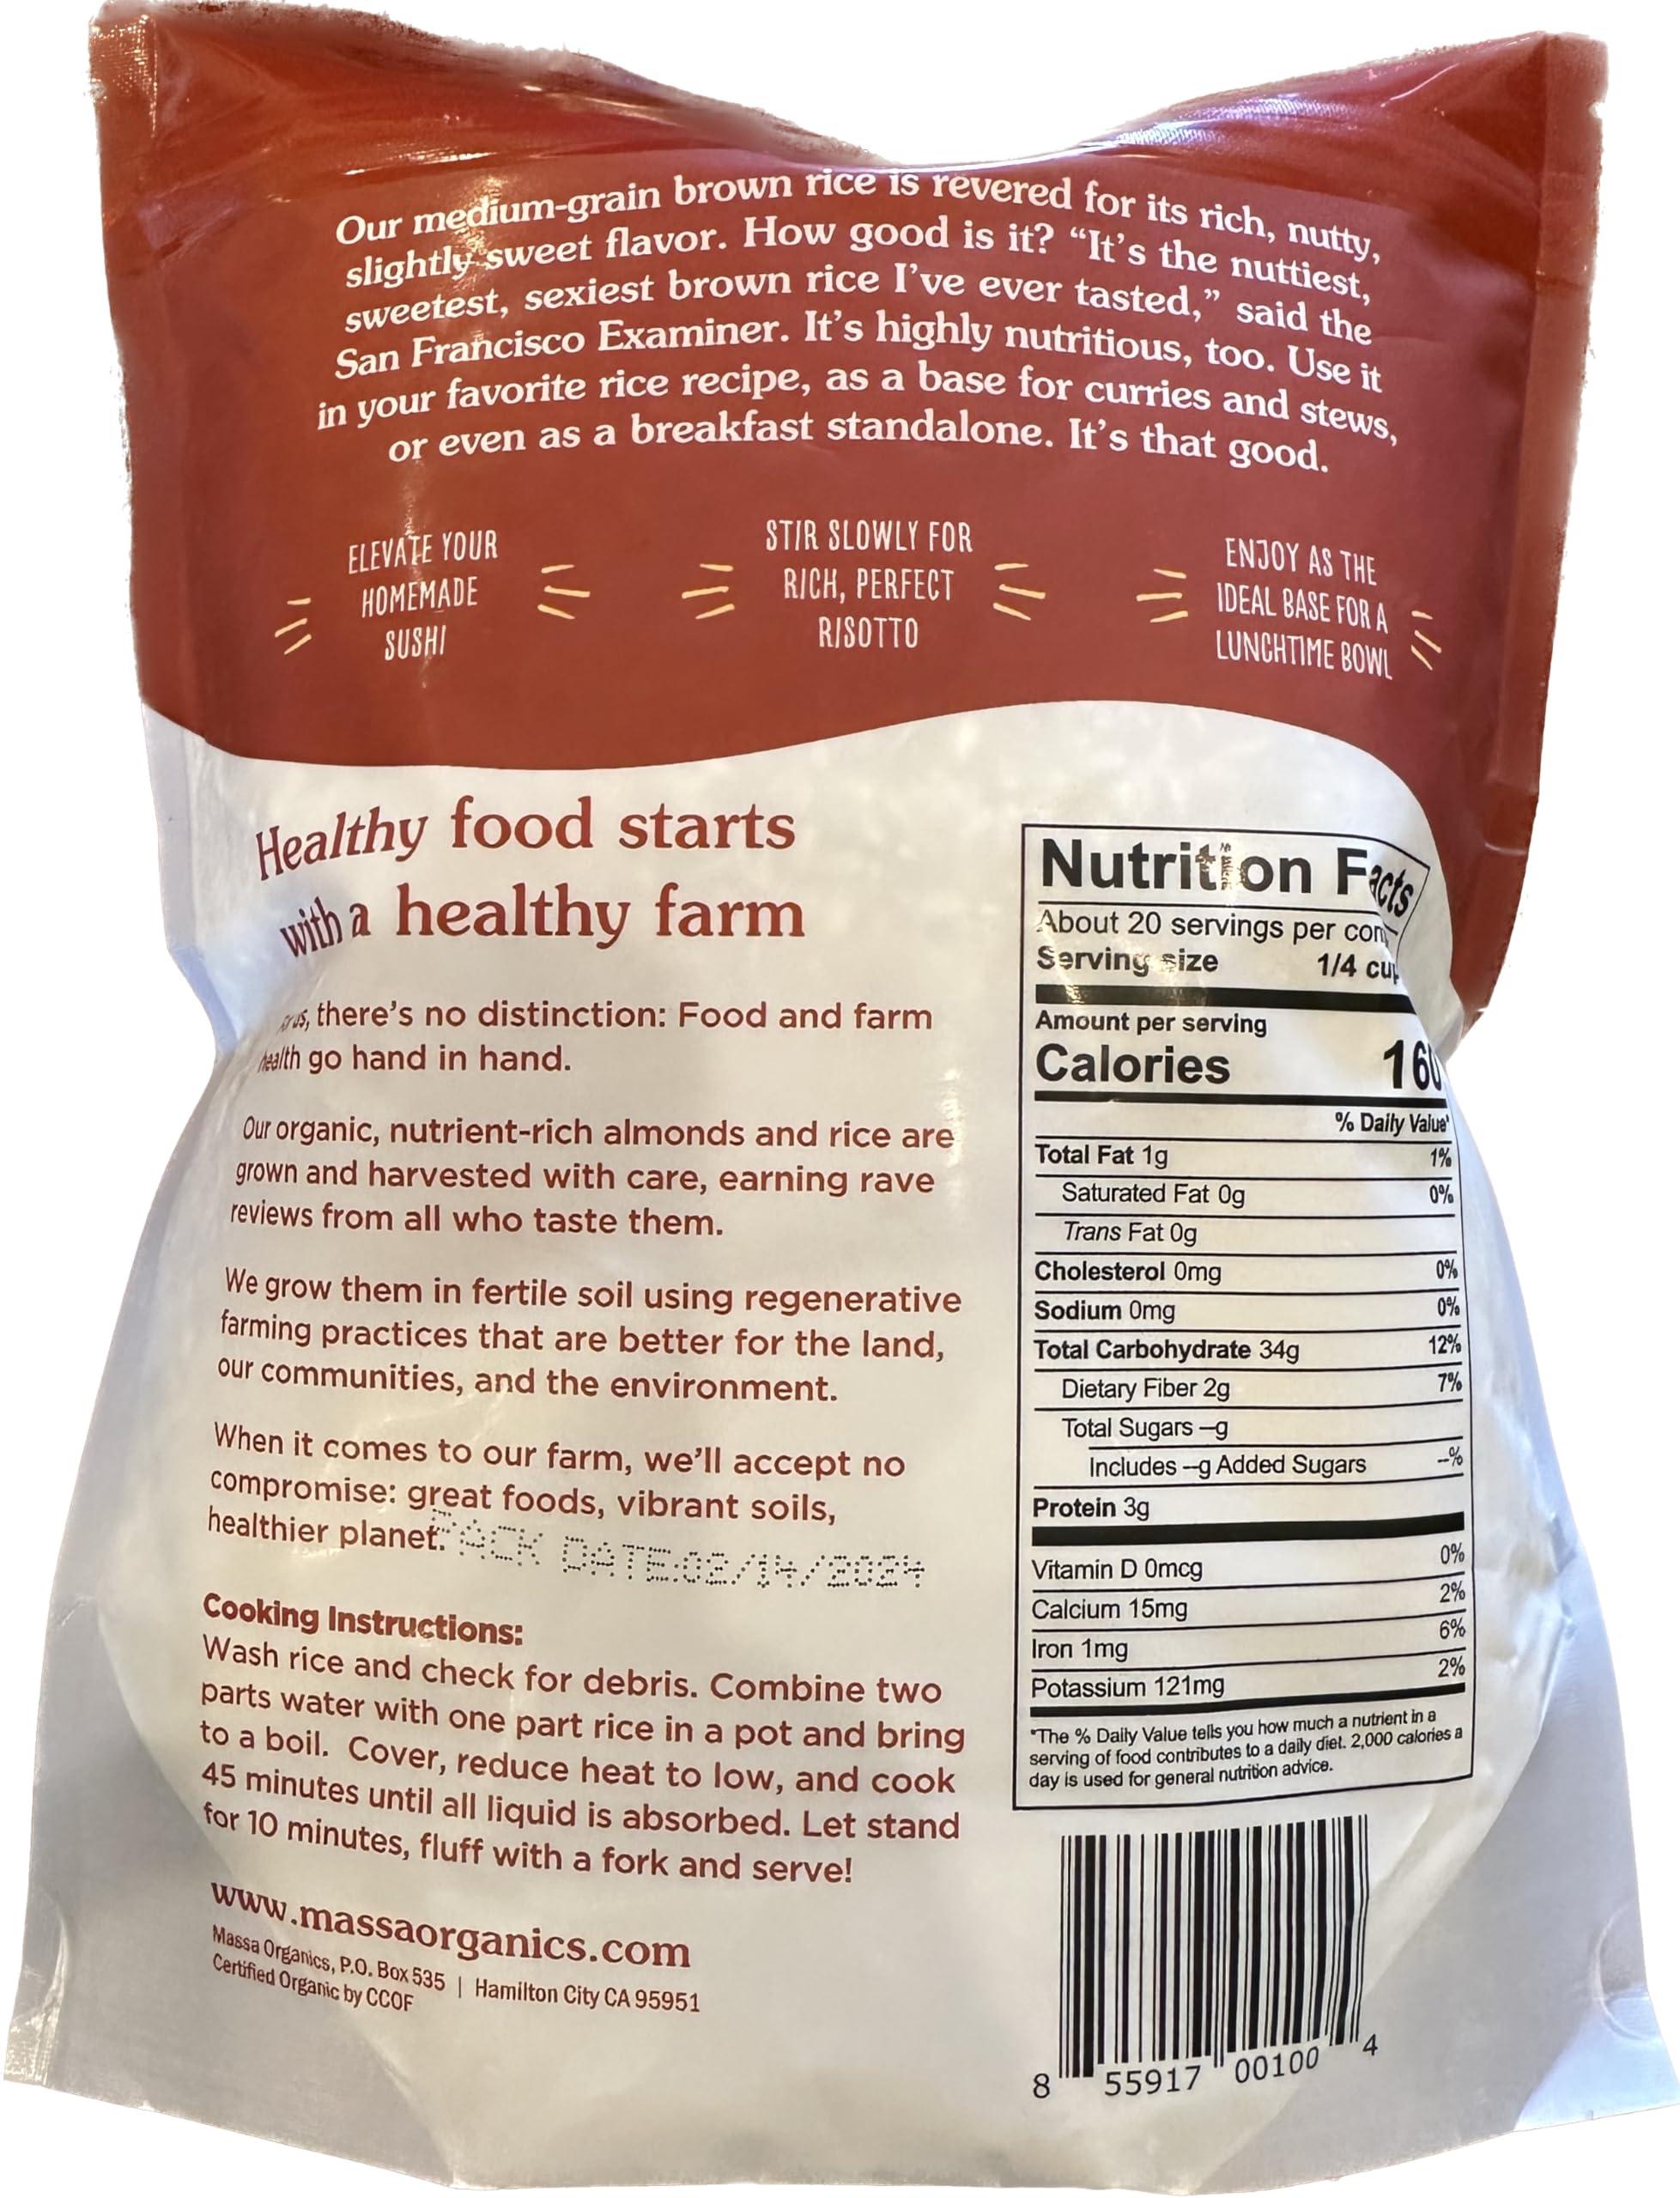 Our medium-grain brown rice is revered for its rich, nutty,
slightly sweet flavor. How good is it? “It’s the nuttiest,
sweetest, sexiest brown rice I’ve ever tasted,” said the
San Francisco Examiner. It’s highly nutritious, too. Use it
in your favorite rice recipe, as a base for curries and stews,
or even as a breakfast standalone. It’s that good.
ELEVATE YOUR
HOMEMADE
SUSHI
STIR SLOWLY FOR
RICH, PERFECT
RISOTTO
ENJOY AS THE
IDEAL BASE FOR A
LUNCHTIME BOWL
Healthy food starts
with a healthy farm
us, there’s no distinction: Food and farm
health go hand in hand.
Our organic, nutrient-rich almonds and rice are
grown and harvested with care, earning rave
reviews from all who taste them.
We grow them in fertile soil using regenerative
farming practices that are better for the land,
our communities, and the environment.
When it comes to our farm, we’ll accept no
compromise: great foods, vibrant soils,
healthier planet.
PACK DATE:02/14/2024
Cooking Instructions:
Wash rice and check for debris. Combine two
parts water with one part rice in a pot and bring
to a boil. Cover, reduce heat to low, and cook
45 minutes until all liquid is absorbed. Let stand
for 10 minutes, fluff with a fork and serve!
www.massaorganics.com
Massa Organics, P.O. Box 535 | Hamilton City CA 95951
Certified Organic by CCOF
Nutrition Facts
About 20 servings per
Serving size 1/4 cup
Amount per serving
Calories 160
% Daily Value*
Total Fat 1g 1%
Saturated Fat 0g 0%
Trans Fat 0g
Cholesterol 0mg 0%
Sodium 0mg 0%
Total Carbohydrate 34g 12%
Dietary Fiber 2g 7%
Total Sugars --g
Includes --g Added Sugars --%
Protein 3g
Vitamin D 0mcg 0%
Calcium 15mg 2%
Iron 1mg 6%
Potassium 121mg 2%
*The % Daily Value tells you how much a nutrient in a
serving of food contributes to a daily diet. 2,000 calories a
day is used for general nutrition advice.
8 55917 00100 4